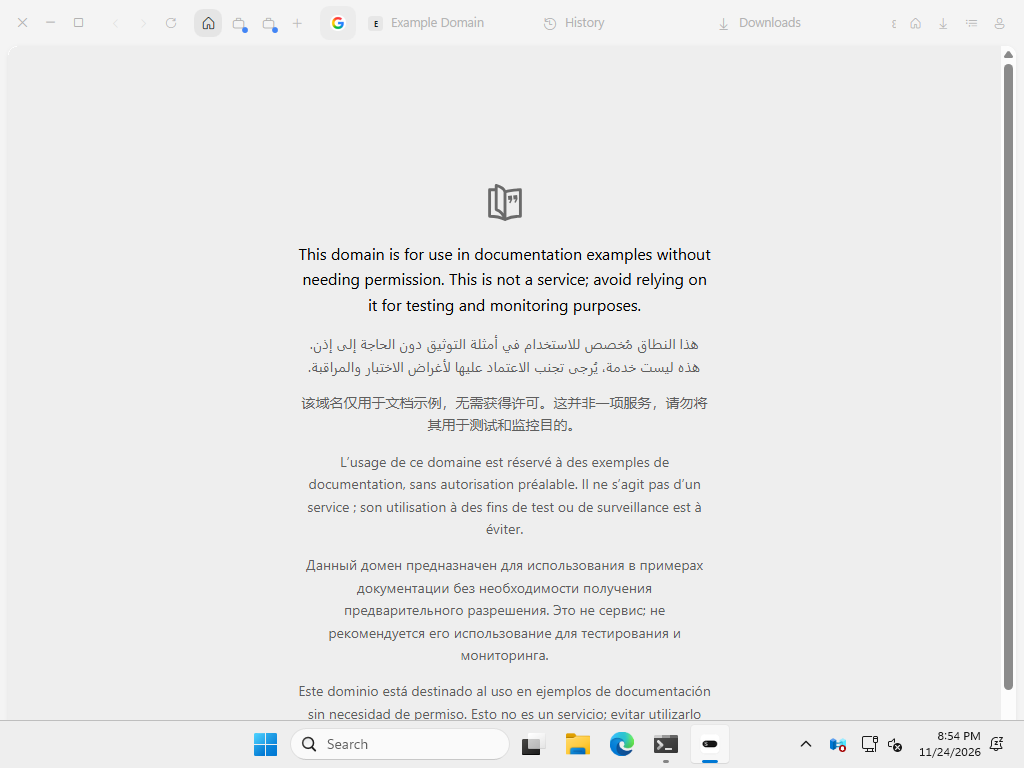 E Example Domain History Downloads ε
This domain is for use in documentation examples without
needing permission. This is not a service; avoid relying on
it for testing and monitoring purposes.
هذا النطاق مُخصص للاستخدام في أمثلة التوثيق دون الحاجة إلى إذن.
هذه ليست خدمة، يُرجى تجنب الاعتماد عليها لأغراض الاختبار والمراقبة.
该域名仅用于文档示例，无需获得许可。这并非一项服务，请勿将
其用于测试和监控目的。
L’usage de ce domaine est réservé à des exemples de
documentation, sans autorisation préalable. Il ne s’agit pas d’un
service ; son utilisation à des fins de test ou de surveillance est à
éviter.
Данный домен предназначен для использования в примерах
документации без необходимости получения
предварительного разрешения. Это не сервис; не
рекомендуется его использование для тестирования и
мониторинга.
Este dominio está destinado al uso en ejemplos de documentación
sin necesidad de permiso. Esto no es un servicio; evitar utilizarlo
Search
8:54 PM
11/24/2026